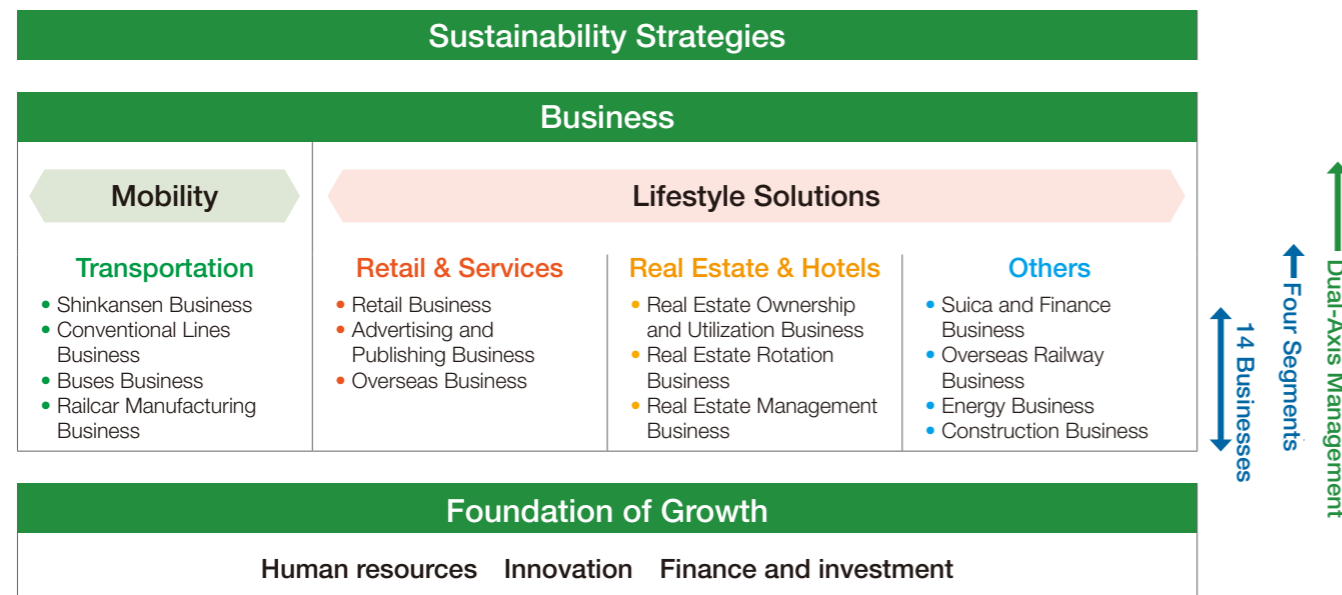 Sustainability Strategies
Business
Mobility
Lifestyle Solutions
Transportation
• Shinkansen Business
• Conventional Lines
Business
• Buses Business
• Railcar Manufacturing
Business
Retail & Services
• Retail Business
• Advertising and
Publishing Business
• Overseas Business
Real Estate & Hotels
• Real Estate Ownership
and Utilization Business
• Real Estate Rotation
Business
• Real Estate Management
Business
Others
• Suica and Finance
Business
• Overseas Railway
Business
• Energy Business
• Construction Business
14 Businesses
Four Segments
Dual-Axis Management
Foundation of Growth
Human resources Innovation Finance and investment